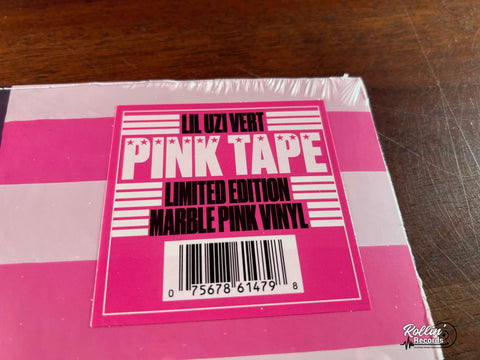 LIL UZI VERT
PINK TAPE
LIMITED EDITION
MARBLE PINK VINYL
0 75678 61479 8
Rollin'
Records